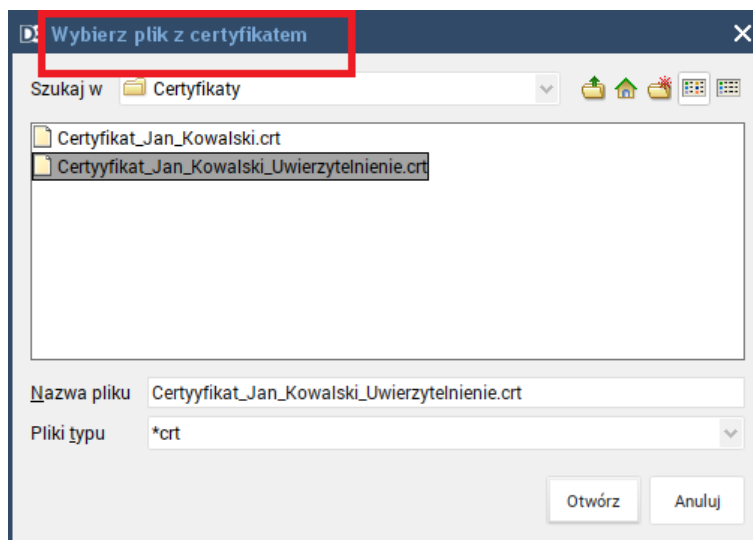 Wybierz plik z certyfikatem
Szukaj w Certyfikaty
Certyfikat_Jan_Kowalski.crt
Certyyfikat_Jan_Kowalski_Uwierzytelnienie.crt
Nazwa pliku Certyyfikat_Jan_Kowalski_Uwierzytelnienie.crt
Pliki typu *crt
Otwórz Anuluj